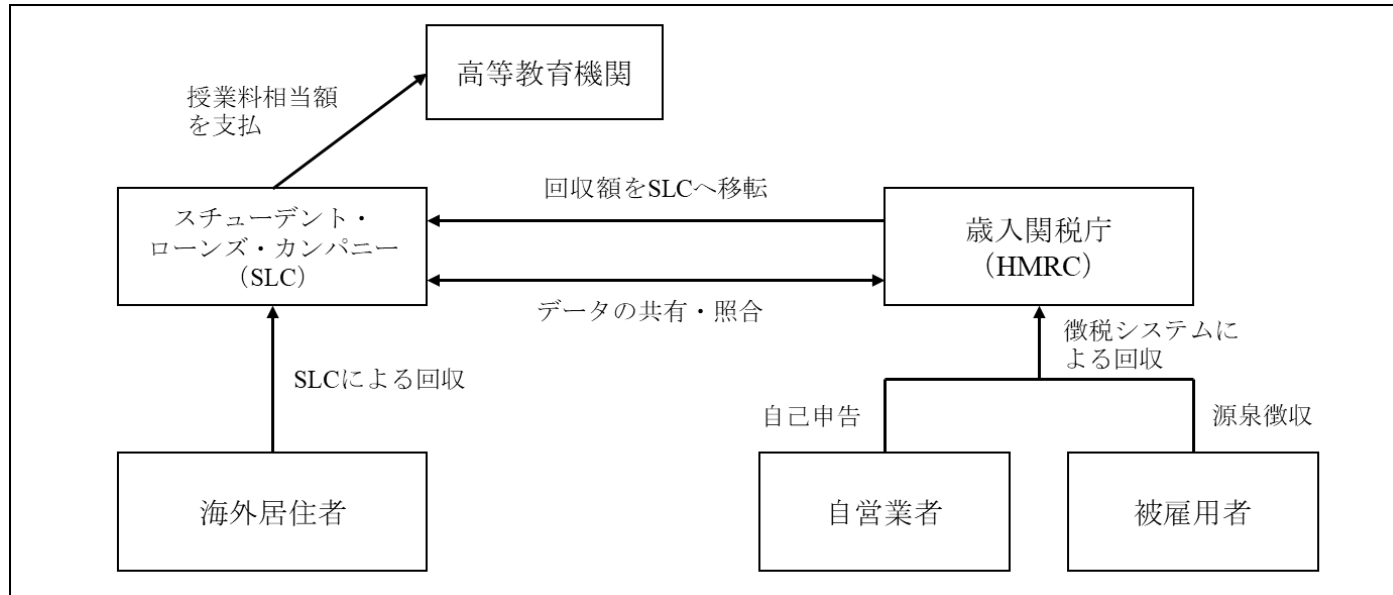 高等教育機関
授業料相当額
を支払
回収額をSLCへ移転
スチューデント・
ローンズ・カンパニー
（SLC）
歳入関税庁
（HMRC）
データの共有・照合
徴税システムに
よる回収
SLCによる回収
自己申告
源泉徴収
海外居住者
自営業者
被雇用者